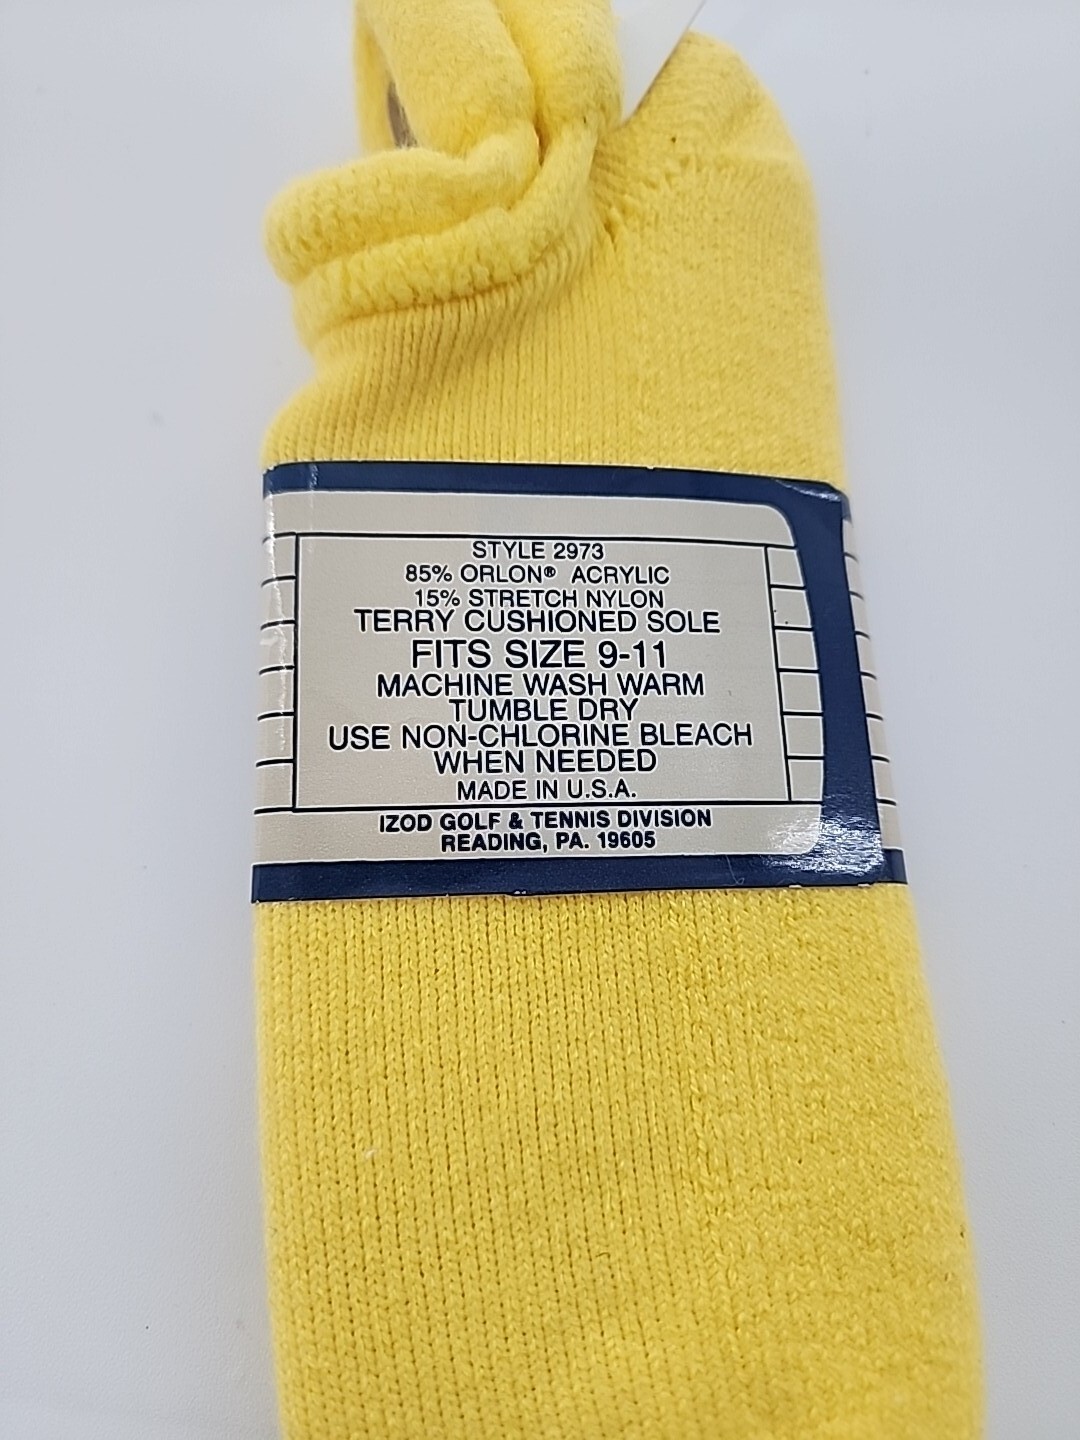 STYLE 2973
85% ORLON® ACRYLIC
15% STRETCH NYLON
TERRY CUSHIONED SOLE
FITS SIZE 9-11
MACHINE WASH WARM
TUMBLE DRY
USE NON-CHLORINE BLEACH
WHEN NEEDED
MADE IN U.S.A.
IZOD GOLF & TENNIS DIVISION
READING, PA. 19605